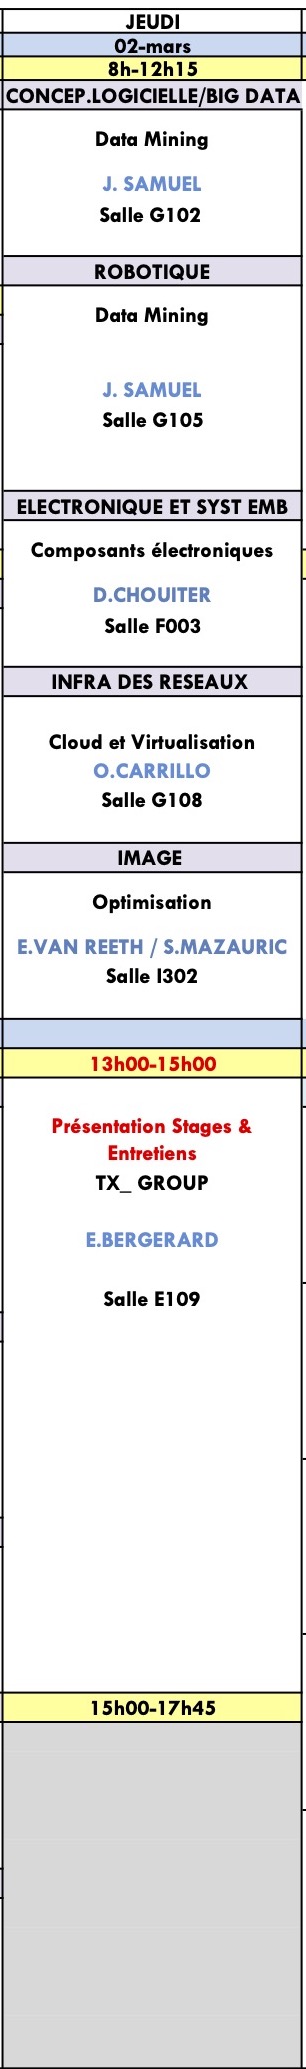 JEUDI
02-mars
8h-12h15
CONCEP.LOGICIELLE/BIG DATA
Data Mining
J. SAMUEL
Salle G102
ROBOTIQUE
Data Mining
J. SAMUEL
Salle G105
ELECTRONIQUE ET SYST EMB
Composants électroniques
D.CHOUITER
Salle F003
INFRA DES RESEAUX
Cloud et Virtualisation
O.CARRILLO
Salle G108
IMAGE
Optimisation
E.VAN REETH / S.MAZAURIC
Salle I302
13h00-15h00
Présentation Stages &
Entretiens
TX_ GROUP
E.BERGERARD
Salle E109
15h00-17h45